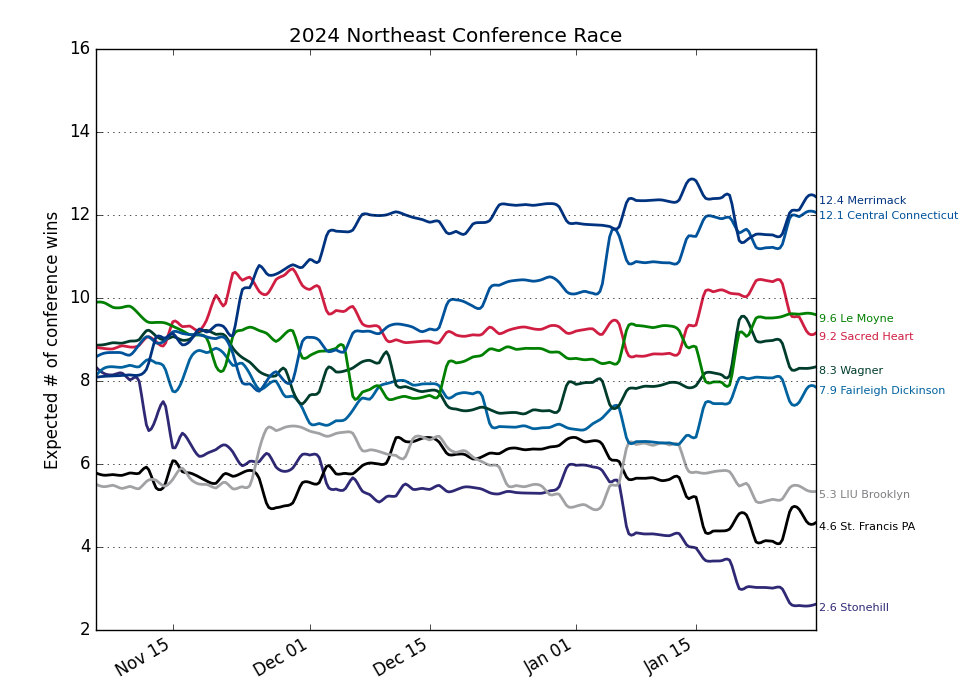 2024 Northeast Conference Race
Expected # of conference wins
16
14
12
10
8
6
4
2
12.4 Merrimack
12.1 Central Connecticut
9.6 Le Moyne
9.2 Sacred Heart
8.3 Wagner
7.9 Fairleigh Dickinson
5.3 LIU Brooklyn
4.6 St. Francis PA
2.6 Stonehill
Nov 15
Dec 01
Dec 15
Jan 01
Jan 15